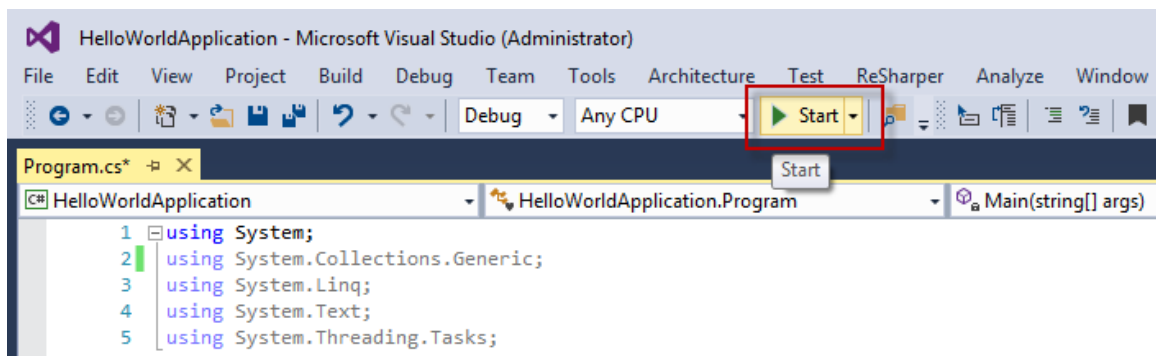 HelloWorldApplication - Microsoft Visual Studio (Administrator)
File Edit View Project Build Debug Team Tools Architecture Test ReSharper Analyze Window
Debug Any CPU Start
Start
Program.cs*
C# HelloWorldApplication HelloWorldApplication.Program Main(string[] args)
1 using System;
2 using System.Collections.Generic;
3 using System.Linq;
4 using System.Text;
5 using System.Threading.Tasks;